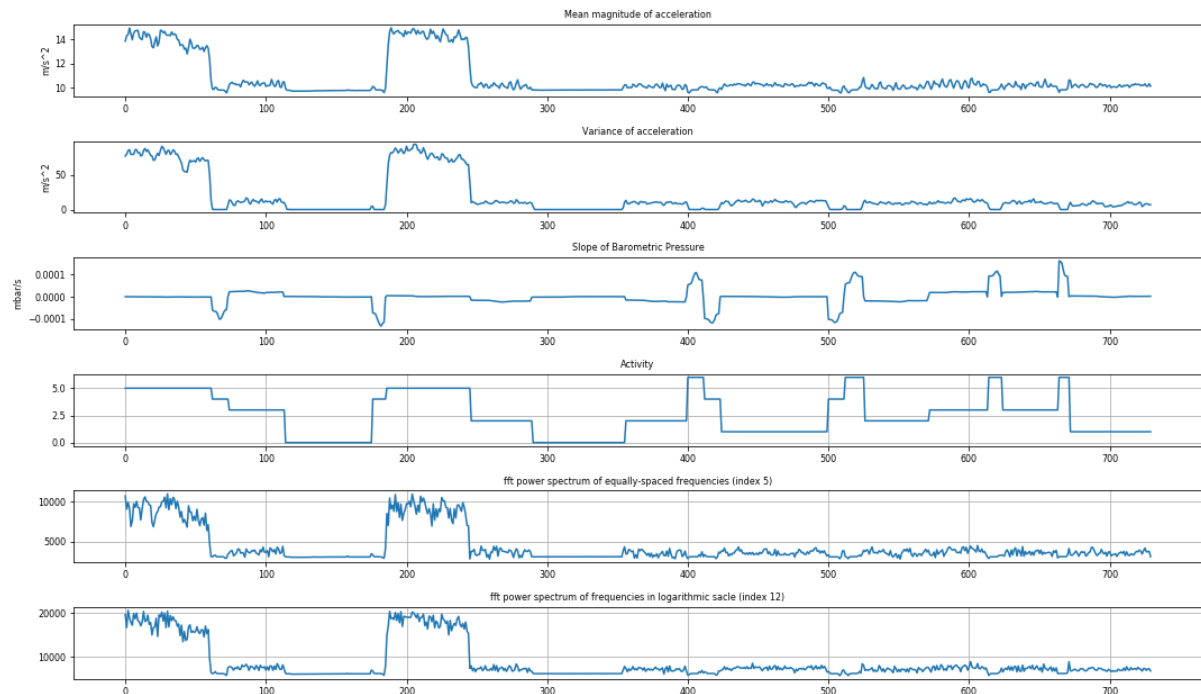 Mean magnitude of acceleration
m/s^2
14
12
10
0 100 200 300 400 500 600 700
Variance of acceleration
m/s^2
50
0
0 100 200 300 400 500 600 700
Slope of Barometric Pressure
mbar/s
0.0001
0.0000
−0.0001
0 100 200 300 400 500 600 700
Activity
5.0
2.5
0.0
0 100 200 300 400 500 600 700
fft power spectrum of equally-spaced frequencies (index 5)
10000
5000
0 100 200 300 400 500 600 700
fft power spectrum of frequencies in logarithmic sacle (index 12)
20000
10000
0 100 200 300 400 500 600 700